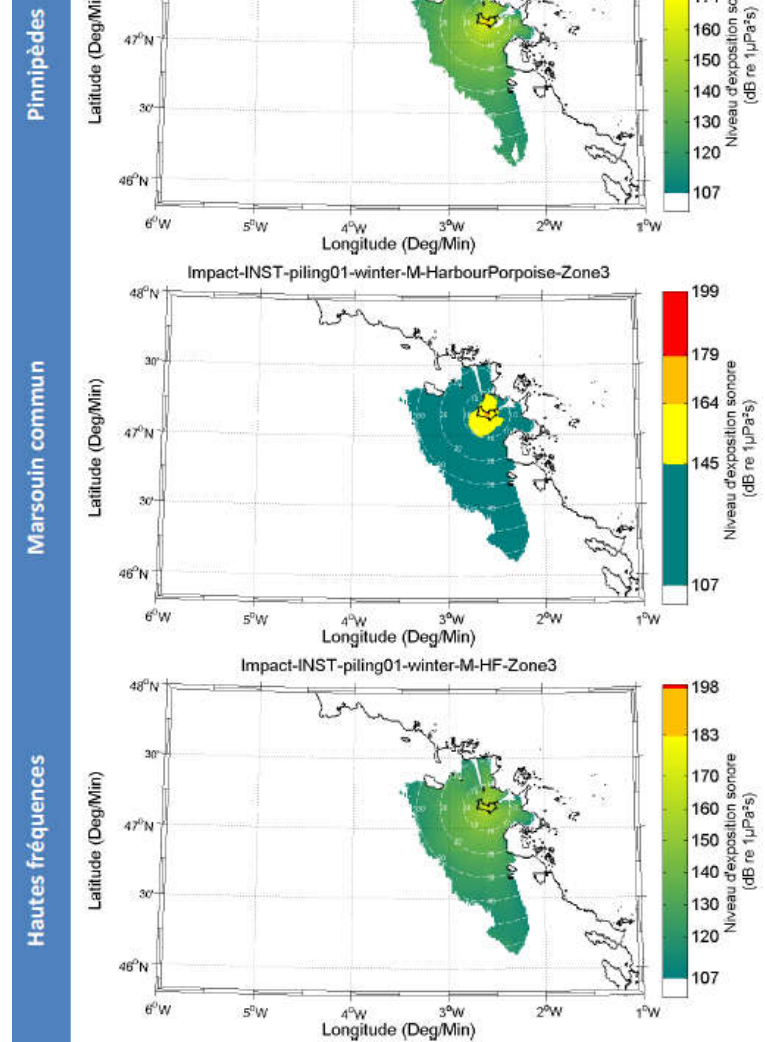 Pinnipèdes
Latitude (Deg/Min)
47°N
30'
46°N
6°W 5°W 4°W 3°W 2°W 1°W
Longitude (Deg/Min)
160
150
140
130
120
107
Niveau d'exposition
(dB re 1µPa²s)
Marsouin commun
Impact-INST-piling01-winter-M-HarbourPorpoise-Zone3
Latitude (Deg/Min)
48°N
30'
47°N
30'
46°N
6°W 5°W 4°W 3°W 2°W 1°W
Longitude (Deg/Min)
199
179
164
145
107
Niveau d'exposition sonore
(dB re 1µPa²s)
Hautes fréquences
Impact-INST-piling01-winter-M-HF-Zone3
Latitude (Deg/Min)
48°N
30'
47°N
30'
46°N
6°W 5°W 4°W 3°W 2°W 1°W
Longitude (Deg/Min)
198
183
170
160
150
140
130
120
107
Niveau d'exposition sonore
(dB re 1µPa²s)